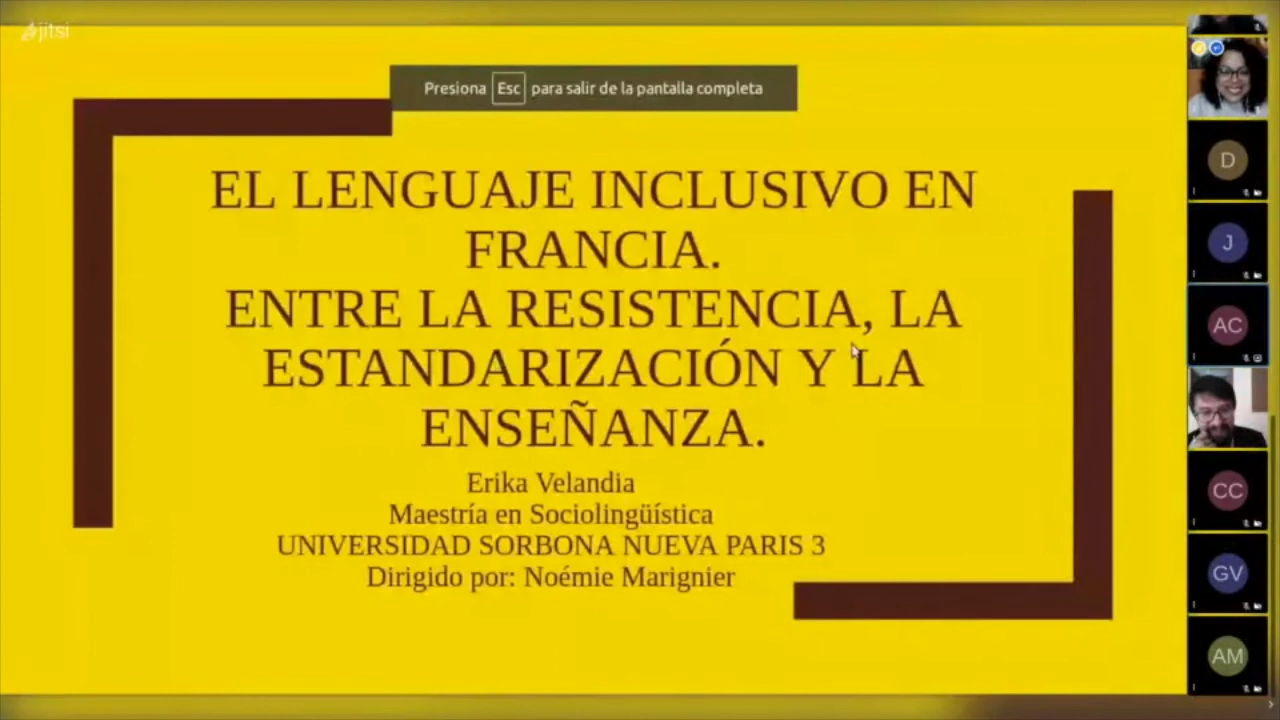 jitsi
Presiona Esc para salir de la pantalla completa
EL LENGUAJE INCLUSIVO EN
FRANCIA.
ENTRE LA RESISTENCIA, LA
ESTANDARIZACIÓN Y LA
ENSEÑANZA.
Erika Velandia
Maestría en Sociolingüística
UNIVERSIDAD SORBONA NUEVA PARIS 3
Dirigido por: Noémie Marignier
D
J
AC
CC
GV
AM